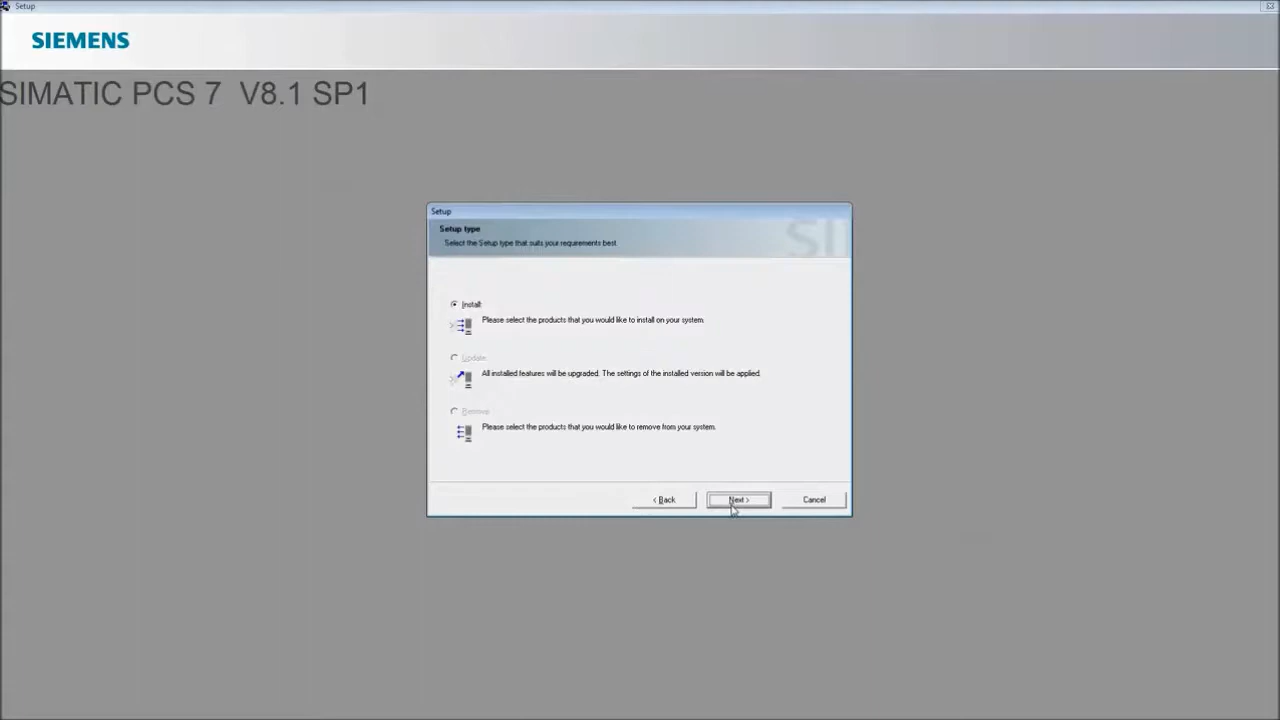 Setup
SIEMENS
SIMATIC PCS 7 V8.1 SP1
Setup
Setup type
Select the Setup type that suits your requirements best
SI
Install:
Please select the products that you would like to install on your system.
Update
All installed features will be upgraded. The settings of the installed version will be applied.
Remove
Please select the products that you would like to remove from your system.
< Back
Next >
Cancel